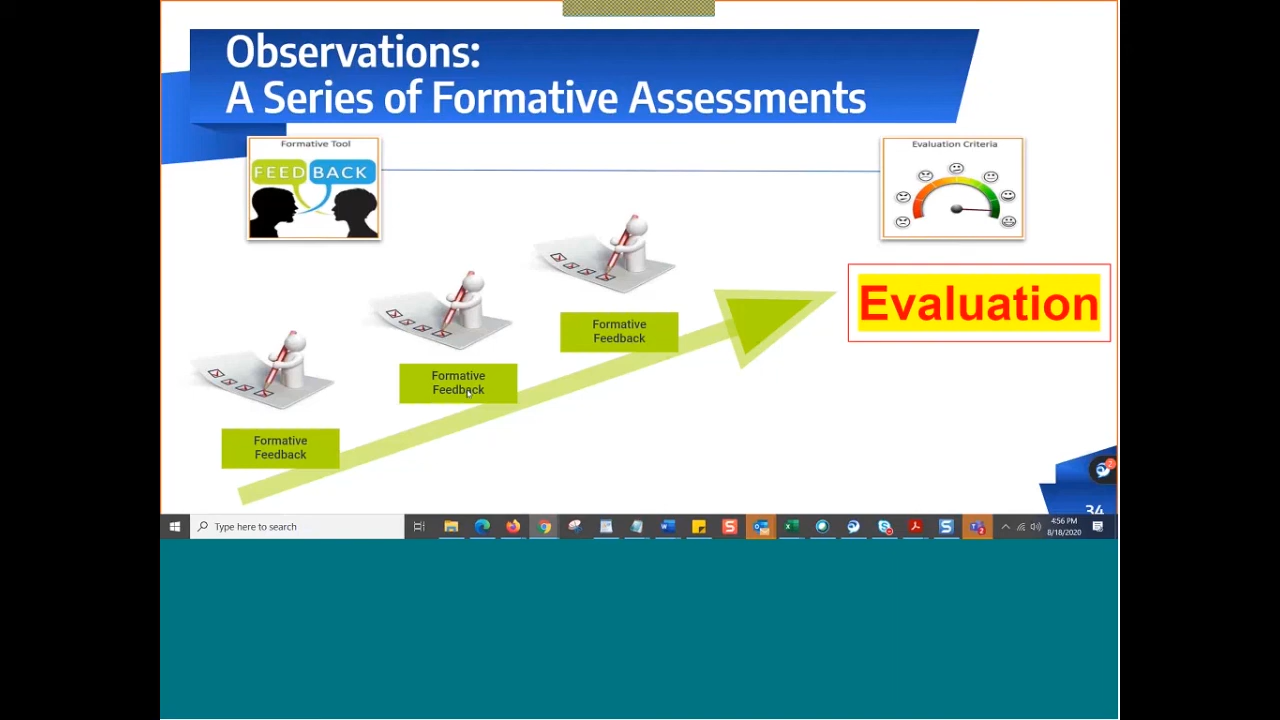 Observations:
A Series of Formative Assessments
Formative Tool
FEEDBACK
Evaluation Criteria
Formative
Feedback
Evaluation
Formative
Feedback
Formative
Feedback
34
Type here to search
4:56 PM
8/18/2020